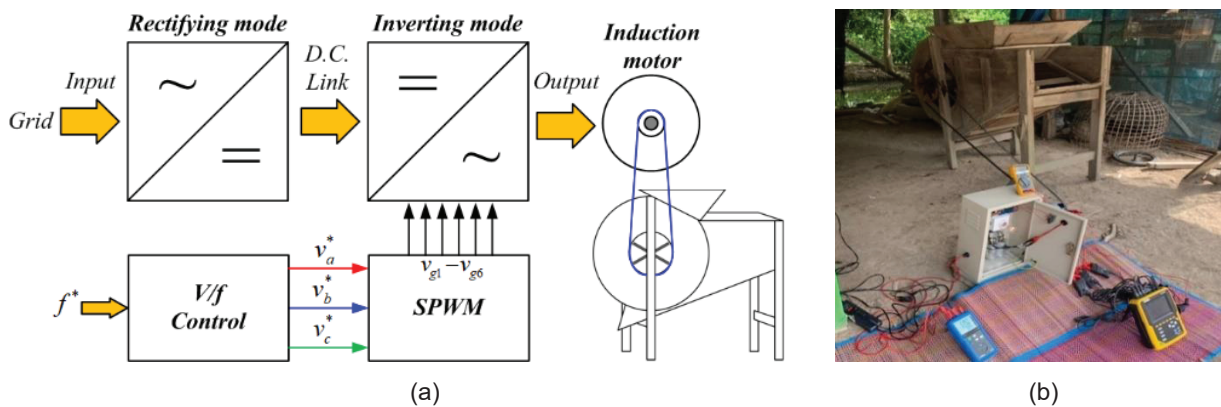 Rectifying mode
Inverting mode
Induction
motor
D.C.
Link
Input
Output
Grid
~
=
=
~
v*a
v*b
v*c
vg1 – vg6
f*
V/f
Control
SPWM
(a)
(b)